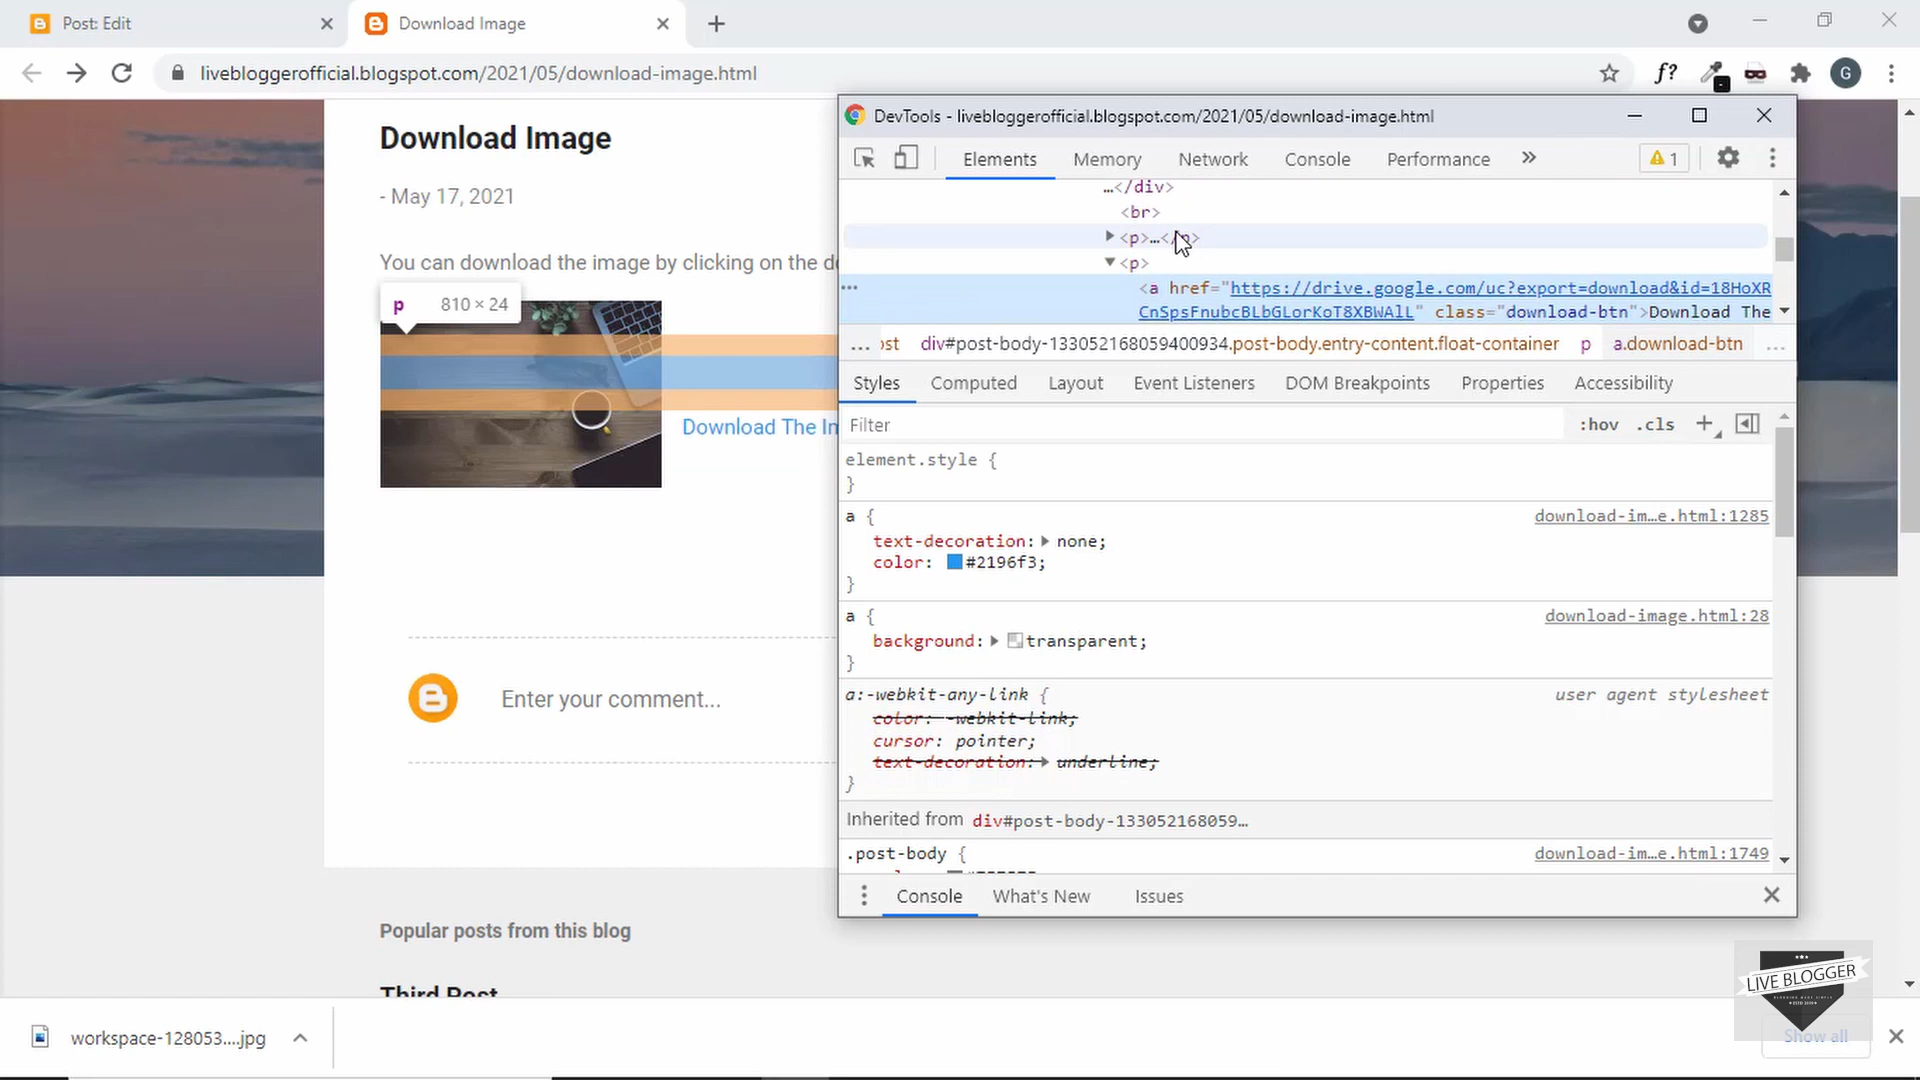 Post: Edit
Download Image
livebloggerofficial.blogspot.com/2021/05/download-image.html
f?
G
Download Image
- May 17, 2021
You can download the image by clicking on the do
p 810 × 24
Download The Im
Enter your comment...
Popular posts from this blog
Third Post
DevTools - livebloggerofficial.blogspot.com/2021/05/download-image.html
Elements Memory Network Console Performance » 1
…</div>
<br>
<p>…</p>
<p>
<a href="https://drive.google.com/uc?export=download&id=18HoXR
CnSpsFnubcBLbGLorKoT8XBWAlL" class="download-btn">Download The
... ost div#post-body-133052168059400934.post-body.entry-content.float-container p a.download-btn ...
Styles Computed Layout Event Listeners DOM Breakpoints Properties Accessibility
Filter :hov .cls +
element.style {
}
a { download-im…e.html:1285
text-decoration: none;
color: #2196f3;
}
a { download-image.html:28
background: transparent;
}
a:-webkit-any-link { user agent stylesheet
color: -webkit-link;
cursor: pointer;
text-decoration: underline;
}
Inherited from div#post-body-133052168059…
.post-body { download-im…e.html:1749
Console What's New Issues
LIVE BLOGGER
workspace-128053....jpg
Show all